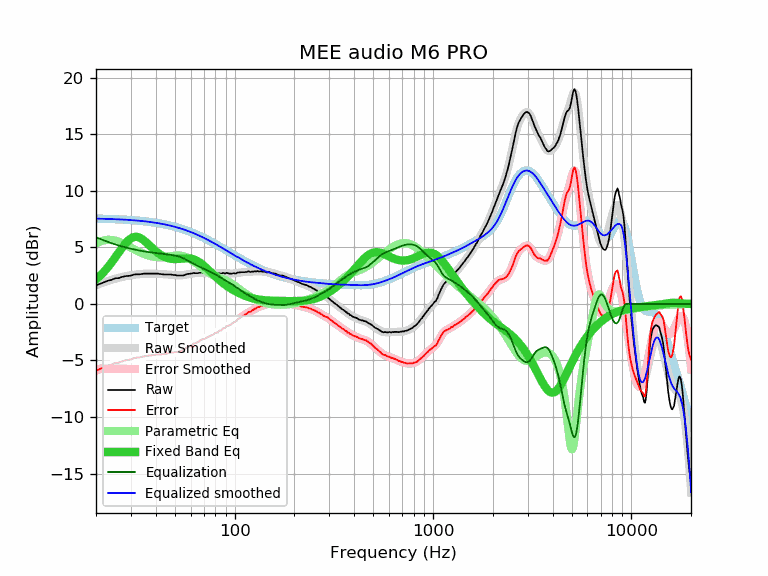 MEE audio M6 PRO
Amplitude (dBr)
20
15
10
5
0
−5
−10
−15
Target
Raw Smoothed
Error Smoothed
Raw
Error
Parametric Eq
Fixed Band Eq
Equalization
Equalized smoothed
100
1000
10000
Frequency (Hz)